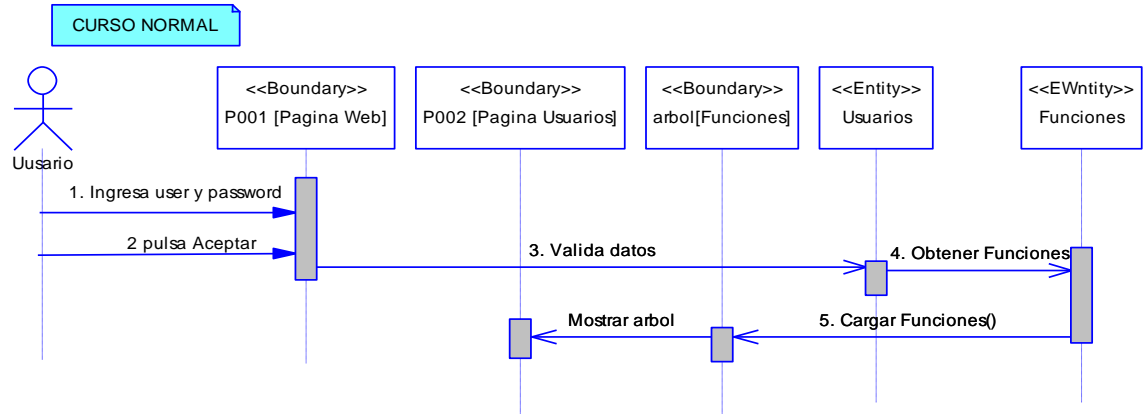 CURSO NORMAL
<<Boundary>>
P001 [Pagina Web]
<<Boundary>>
P002 [Pagina Usuarios]
<<Boundary>>
arbol[Funciones]
<<Entity>>
Usuarios
<<EWntity>>
Funciones
Uusario
1. Ingresa user y password
2 pulsa Aceptar
3. Valida datos
4. Obtener Funciones
Mostrar arbol
5. Cargar Funciones()